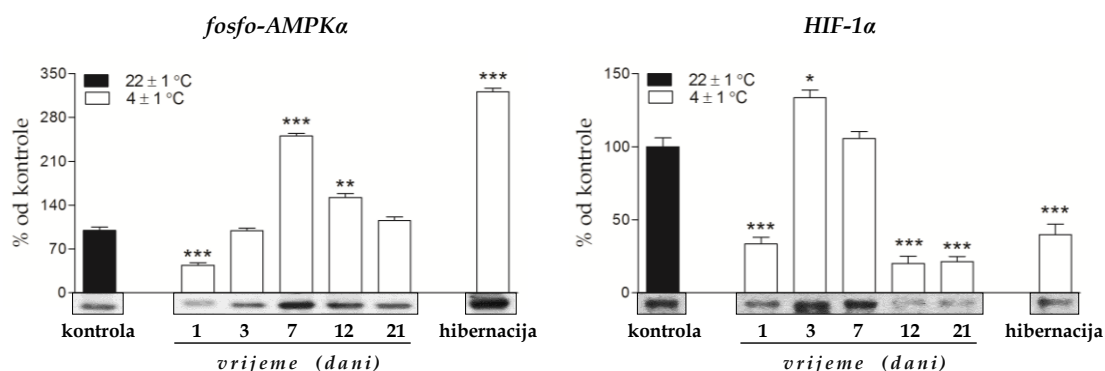 fosfo-AMPKα
350
280
210
140
70
0
% od kontrole
22 ± 1 °C
4 ± 1 °C
***
***
**
***
kontrola
1 3 7 12 21
hibernacija
vrijeme (dani)
HIF-1α
150
100
50
0
% od kontrole
22 ± 1 °C
4 ± 1 °C
***
*
***
***
***
kontrola
1 3 7 12 21
hibernacija
vrijeme (dani)